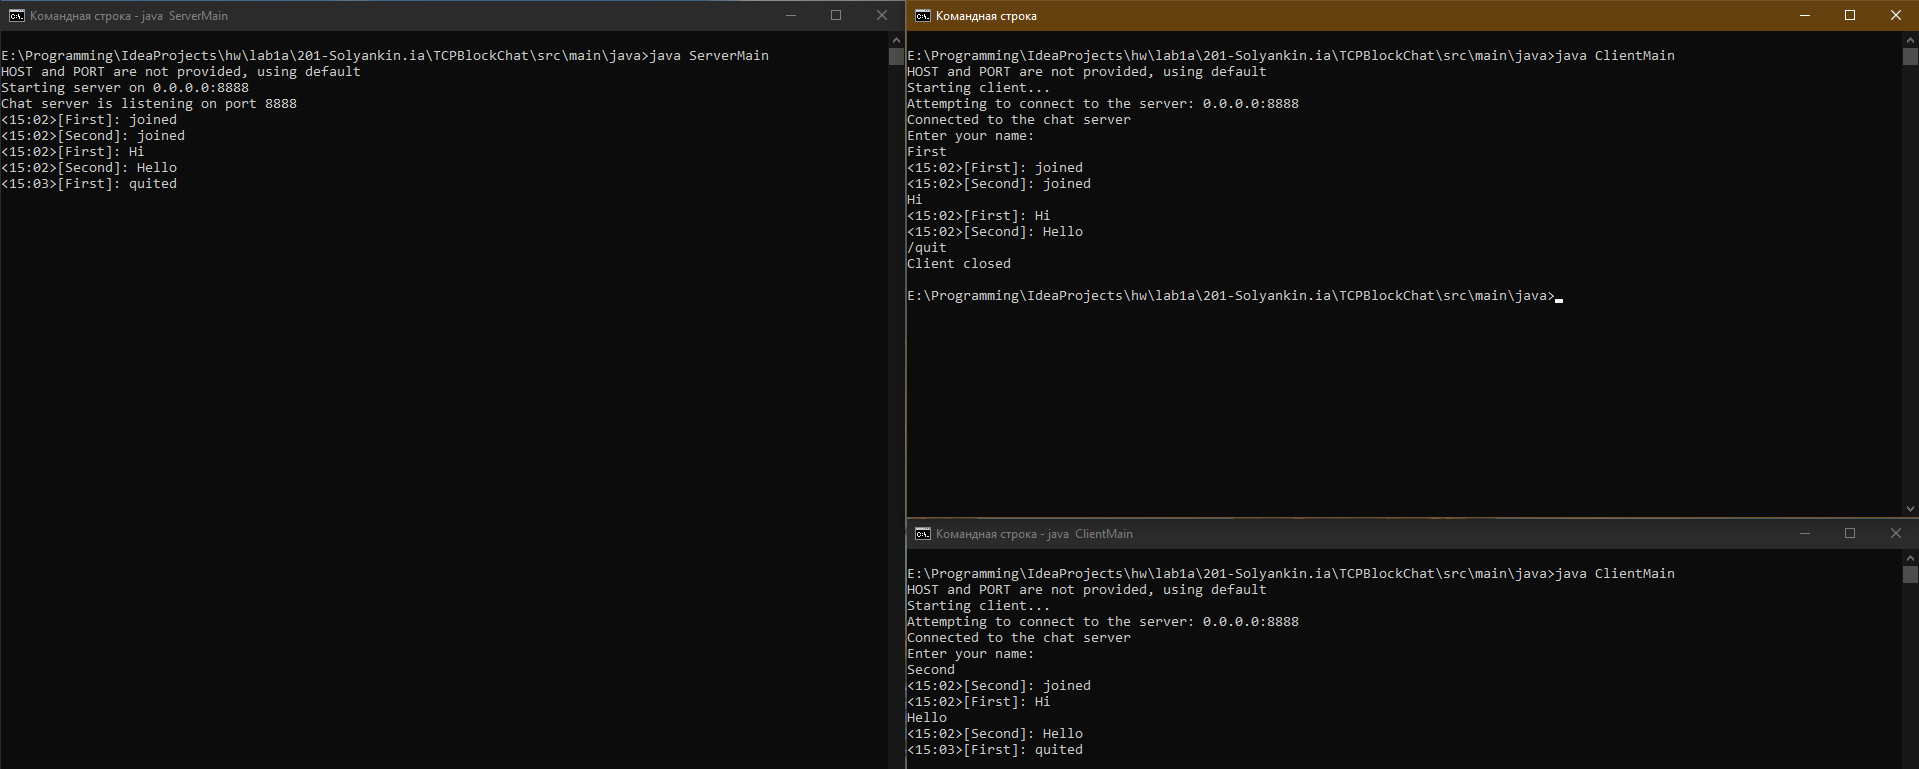 Командная строка - java  ServerMain
E:\Programming\IdeaProjects\hw\lab1a\201-Solyankin.ia\TCPBlockChat\src\main\java>java ServerMain
HOST and PORT are not provided, using default
Starting server on 0.0.0.0:8888
Chat server is listening on port 8888
<15:02>[First]: joined
<15:02>[Second]: joined
<15:02>[First]: Hi
<15:02>[Second]: Hello
<15:03>[First]: quited
Командная строка
E:\Programming\IdeaProjects\hw\lab1a\201-Solyankin.ia\TCPBlockChat\src\main\java>java ClientMain
HOST and PORT are not provided, using default
Starting client...
Attempting to connect to the server: 0.0.0.0:8888
Connected to the chat server
Enter your name:
First
<15:02>[First]: joined
<15:02>[Second]: joined
Hi
<15:02>[First]: Hi
<15:02>[Second]: Hello
/quit
Client closed
E:\Programming\IdeaProjects\hw\lab1a\201-Solyankin.ia\TCPBlockChat\src\main\java>
Командная строка - java  ClientMain
E:\Programming\IdeaProjects\hw\lab1a\201-Solyankin.ia\TCPBlockChat\src\main\java>java ClientMain
HOST and PORT are not provided, using default
Starting client...
Attempting to connect to the server: 0.0.0.0:8888
Connected to the chat server
Enter your name:
Second
<15:02>[Second]: joined
<15:02>[First]: Hi
Hello
<15:02>[Second]: Hello
<15:03>[First]: quited